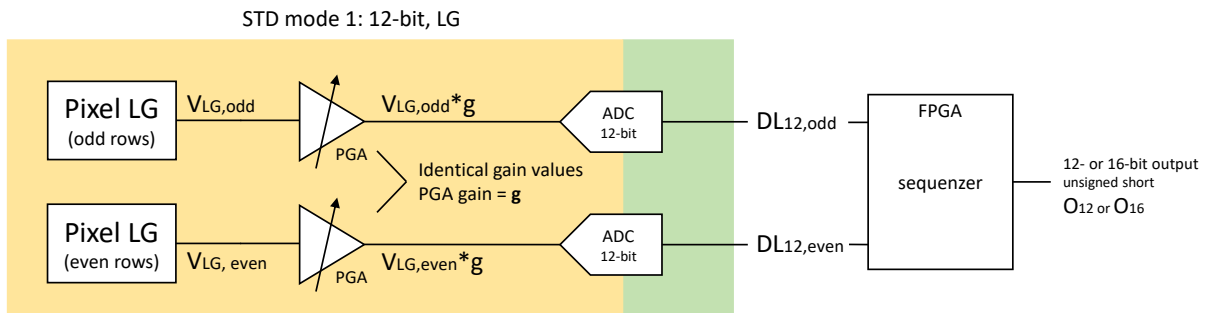 STD mode 1: 12-bit, LG
Pixel LG
(odd rows)
VLG,odd
PGA
VLG,odd*g
ADC
12-bit
DL12,odd
Identical gain values
PGA gain = g
Pixel LG
(even rows)
VLG, even
PGA
VLG,even*g
ADC
12-bit
DL12,even
FPGA
sequenzer
12- or 16-bit output
unsigned short
O12 or O16